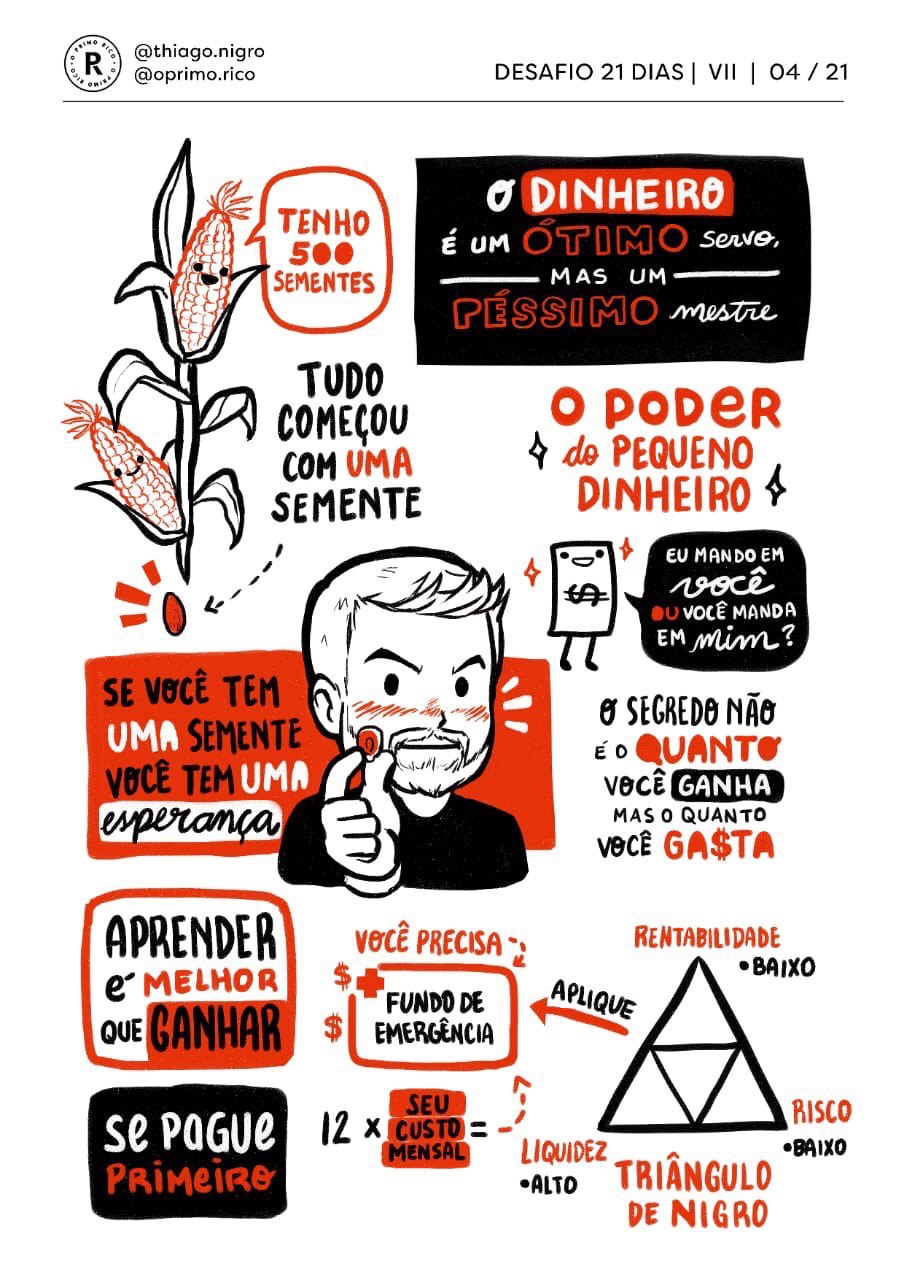 O PRIMO RICO • O PRIMO RICO •
R
@thiago.nigro
@oprimo.rico
DESAFIO 21 DIAS | VII | 04 / 21
TENHO
500
SEMENTES
O DINHEIRO
É UM ÓTIMO servo,
MAS UM
PÉSSIMO mestre
TUDO
COMEÇOU
COM UMA
SEMENTE
O PODER
do PEQUENO
DINHEIRO
$
EU MANDO EM
você
OU VOCÊ MANDA
EM mim?
SE VOCÊ TEM
UMA SEMENTE
VOCÊ TEM UMA
esperança
O SEGREDO NÃO
É O QUANTO
VOCÊ GANHA
MAS O QUANTO
VOCÊ GA$TA
APRENDER
é MELHOR
QUE GANHAR
VOCÊ PRECISA
$
$
FUNDO DE
EMERGÊNCIA
APLIQUE
RENTABILIDADE
•BAIXO
SE PAGUE
PRIMEIRO
12 x SEU
CUSTO
MENSAL =
LIQUIDEZ
•ALTO
RISCO
•BAIXO
TRIÂNGULO
DE NIGRO